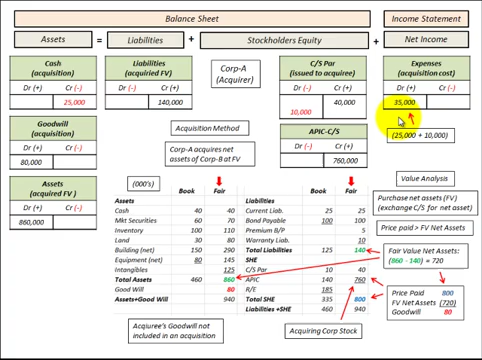 Balance Sheet
Income Statement
Assets = Liabilities + Stockholders Equity + Net Income
Cash
(acquisition)
Dr (+) Cr (-)
25,000
Liabilities
(acquiried FV)
Dr (-) Cr (+)
140,000
Corp-A
(Acquirer)
C/S Par
(issued to acquiree)
Dr (-) Cr (+)
40,000
10,000
Expenses
(acquisition cost)
Dr (+) Cr (-)
35,000
(25,000 + 10,000)
Goodwill
(acquisition)
Dr (+) Cr (-)
80,000
Acquisition Method
Corp-A acquires net
assets of Corp-B at FV
APIC-C/S
Dr (-) Cr (+)
760,000
Assets
(acquired FV)
Dr (+) Cr (-)
860,000
Value Analysis
Purchase net assets (FV)
(exchange C/S for net asset)
Price paid > FV Net Assets
Fair Value Net Assets:
(860 - 140) = 720
Price Paid 800
FV Net Assets (720)
Goodwill 80
(000's) Book Fair
Assets
Cash 40 40
Mkt Securities 60 70
Inventory 100 110
Land 30 80
Building (net) 150 290
Equipment (net) 80 145
Intangibles 125
Total Assets 460 860
Good Will 80
Assets+Good Will 940
Book Fair
Liabilities
Current Liab. 25 25
Bond Payable 100 100
Premium B/P 5
Warranty Liab. 10
Total Liabilities 125 140
SHE
C/S Par 10 40
APIC 140 760
R/E 185
Total SHE 335 800
Liabilities +SHE 460 940
Acqiuree's Goodwill not
included in an acquisition
Acquiring Corp Stock